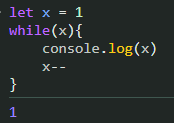 let x = 1
while(x){
    console.log(x)
    x--
}
1